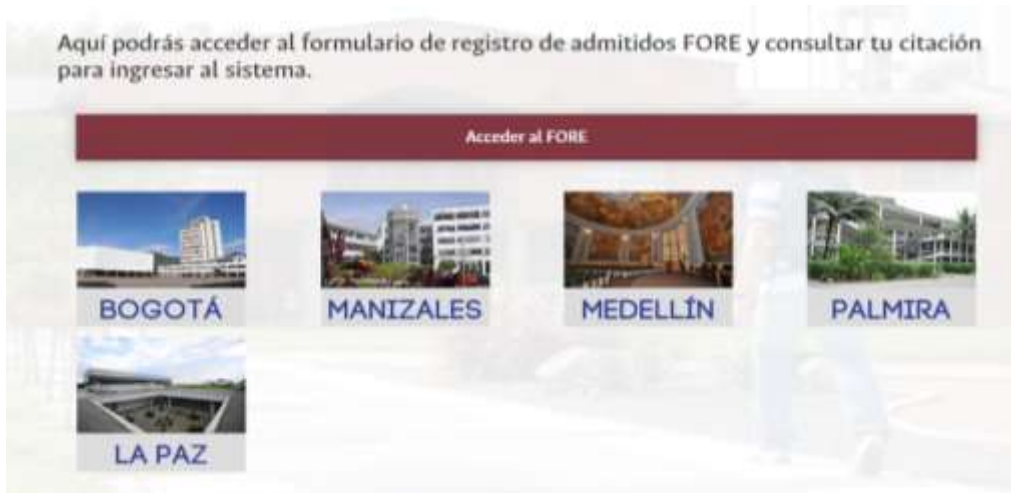 Aquí podrás acceder al formulario de registro de admitidos FORE y consultar tu citación
para ingresar al sistema.
Acceder al FORE
BOGOTÁ
MANIZALES
MEDELLÍN
PALMIRA
LA PAZ